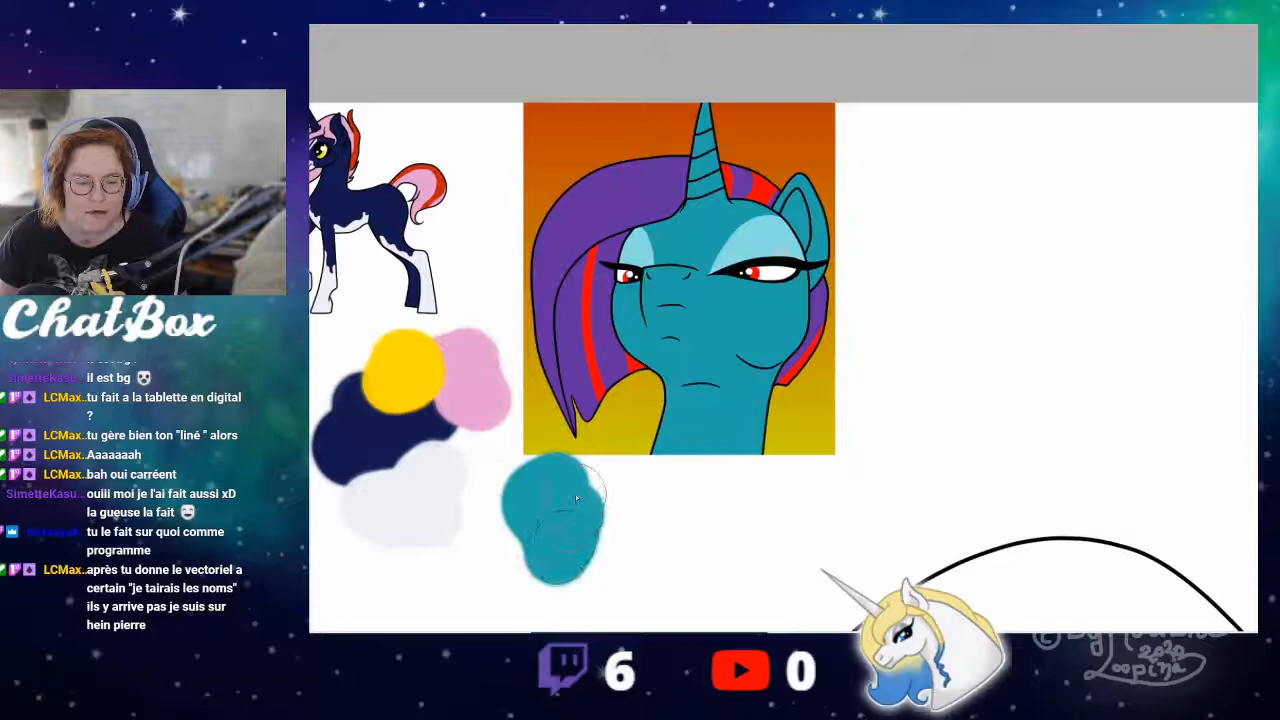 ChatsBox
il est bg
LCMax..tu fait a la tablette en digital
?
LCMax..tu gère bien ton "liné " alors
LCMax..Aaaaaaah
LCMax..bah oui carréent
SimetteKasu...ouiii moi je l'ai fait aussi xD
la gueuse la fait
tu le fait sur quoi comme
programme
LCMax..après tu donne le vectoriel a
certain "je tairais les noms"
ils y arrive pas je suis sur
hein pierre
6
0
2020
Loopina